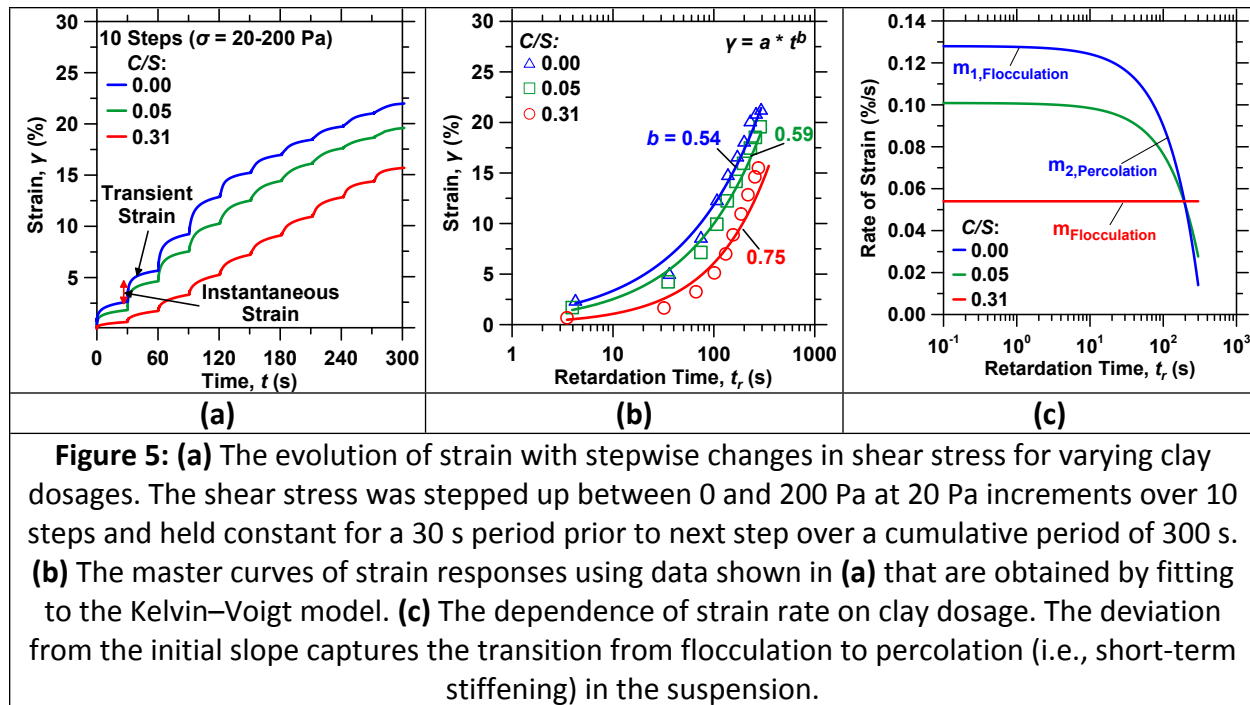 10 Steps (σ = 20-200 Pa)
C/S:
0.00
0.05
0.31
Transient
Strain
Instantaneous
Strain
Strain, γ (%)
30
25
20
15
10
5
0 60 120 180 240 300
Time, t (s)
C/S:
0.00
0.05
0.31
γ = a * t^b
b = 0.54
0.59
0.75
Strain, γ (%)
30
25
20
15
10
5
0
1 10 100 1000
Retardation Time, t_r (s)
m1,Flocculation
m2,Percolation
C/S:
0.00
0.05
0.31
mFlocculation
Rate of Strain (%/s)
0.14
0.12
0.10
0.08
0.06
0.04
0.02
0.00
10^-1 10^0 10^1 10^2 10^3
Retardation Time, t_r (s)
(a) (b) (c)
Figure 5: (a) The evolution of strain with stepwise changes in shear stress for varying clay
dosages. The shear stress was stepped up between 0 and 200 Pa at 20 Pa increments over 10
steps and held constant for a 30 s period prior to next step over a cumulative period of 300 s.
(b) The master curves of strain responses using data shown in (a) that are obtained by fitting
to the Kelvin–Voigt model. (c) The dependence of strain rate on clay dosage. The deviation
from the initial slope captures the transition from flocculation to percolation (i.e., short-term
stiffening) in the suspension.